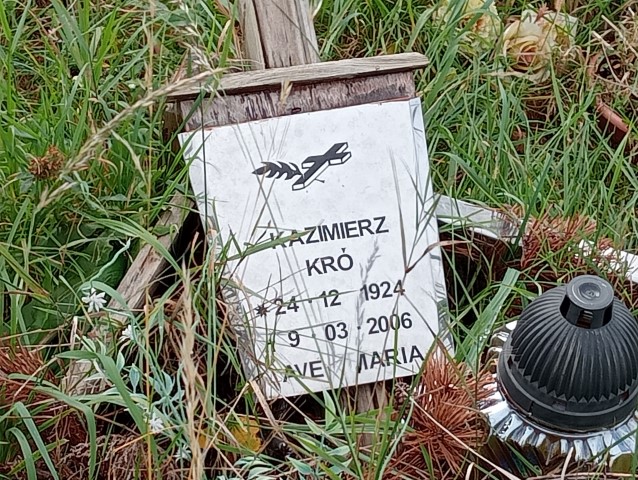 KAZIMIERZ
KRÓ
✴24 - 12 1924
9 03 - 2006
AVE MARIA